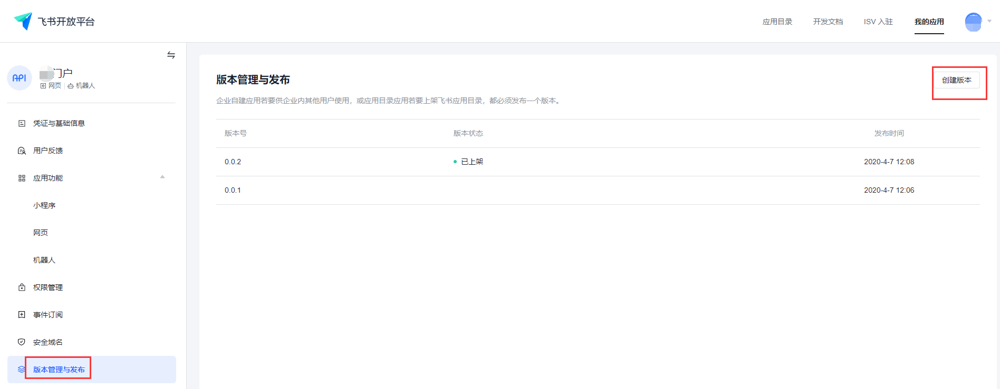 飞书开放平台
应用目录 开发文档 ISV 入驻 我的应用
API
门户
网页 机器人
凭证与基础信息
用户反馈
应用功能
小程序
网页
机器人
权限管理
事件订阅
安全域名
版本管理与发布
版本管理与发布
创建版本
企业自建应用若要供企业内其他用户使用，或应用目录应用若要上架飞书应用目录，都必须发布一个版本。
版本号 版本状态 发布时间
0.0.2 已上架 2020-4-7 12:08
0.0.1 2020-4-7 12:06